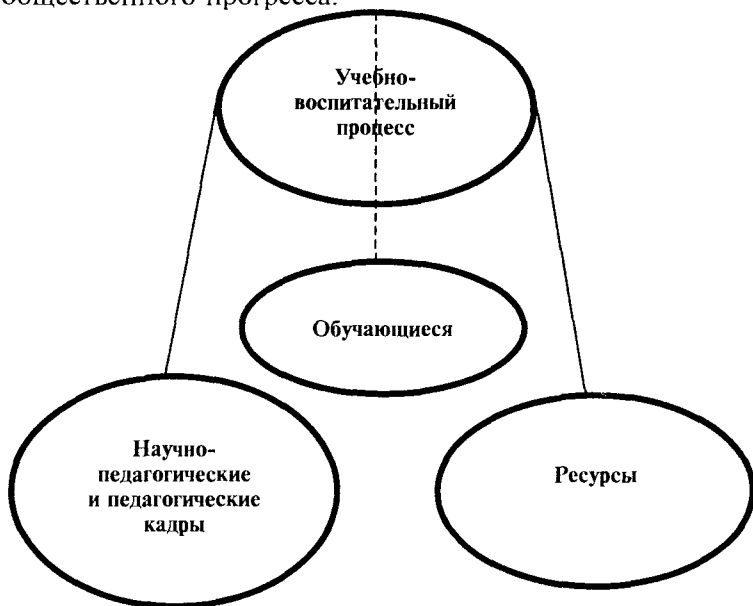 общественного прогресса.
Учебно-
воспитательный
процесс
Обучающиеся
Научно-
педагогические
и педагогические
кадры
Ресурсы